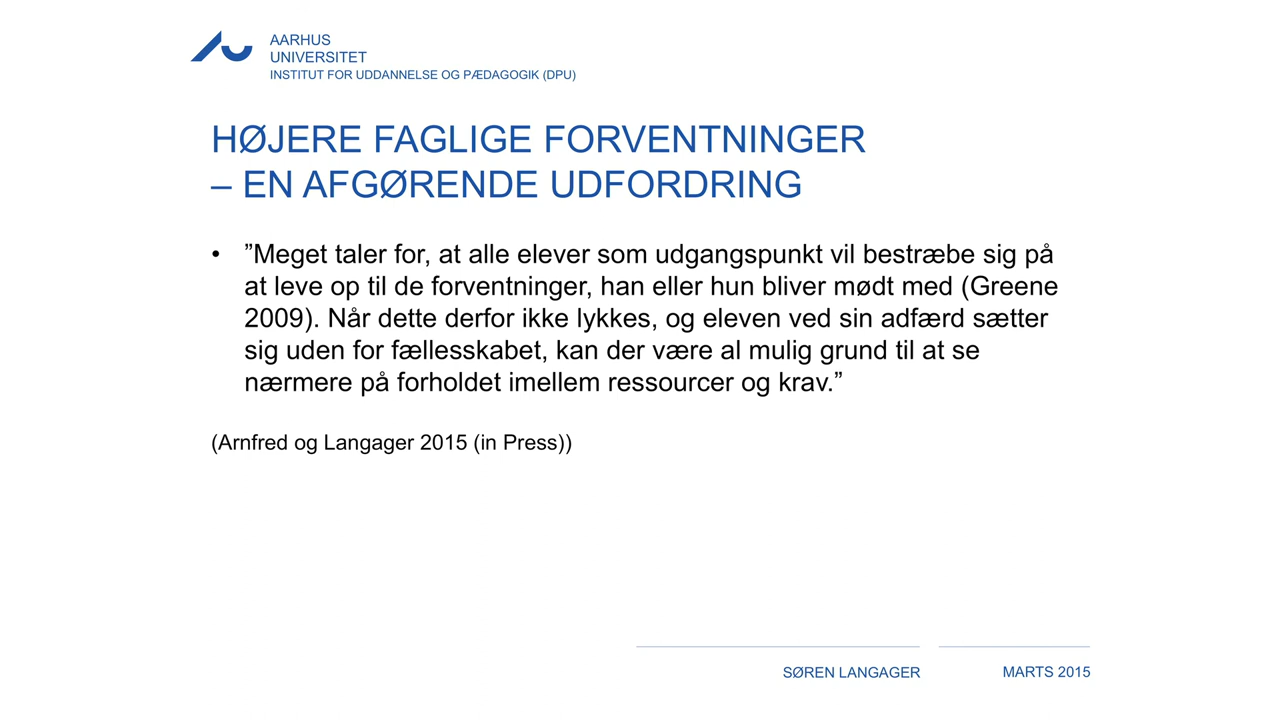 AARHUS
UNIVERSITET
INSTITUT FOR UDDANNELSE OG PÆDAGOGIK (DPU)
HØJERE FAGLIGE FORVENTNINGER
– EN AFGØRENDE UDFORDRING
• ”Meget taler for, at alle elever som udgangspunkt vil bestræbe sig på
at leve op til de forventninger, han eller hun bliver mødt med (Greene
2009). Når dette derfor ikke lykkes, og eleven ved sin adfærd sætter
sig uden for fællesskabet, kan der være al mulig grund til at se
nærmere på forholdet imellem ressourcer og krav.”
(Arnfred og Langager 2015 (in Press))
SØREN LANGAGER
MARTS 2015